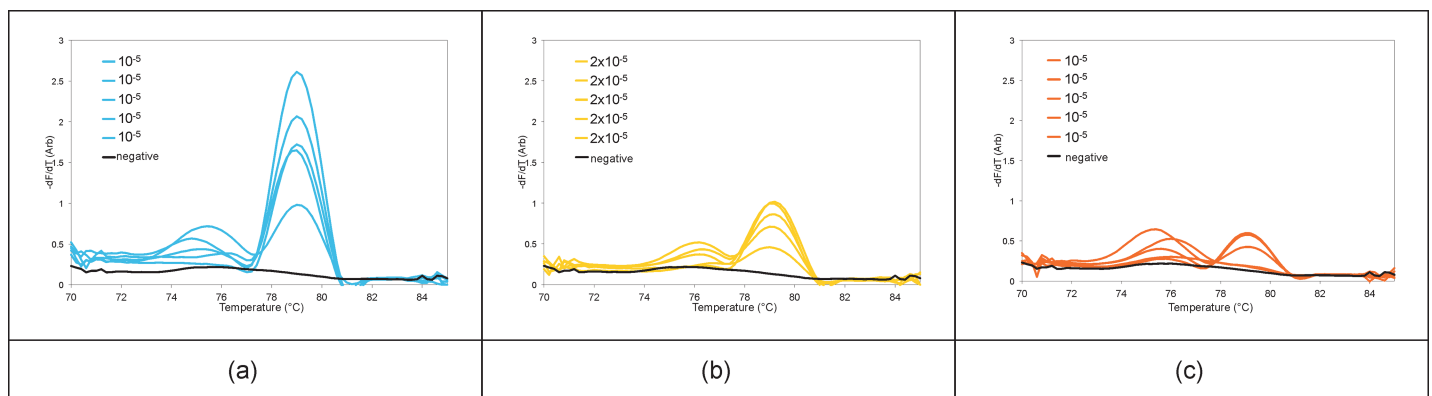 3
2.5
2
1.5
1
0.5
0
-dF/dT (Arb)
10⁻⁵
10⁻⁵
10⁻⁵
10⁻⁵
10⁻⁵
negative
70 72 74 76 78 80 82 84
Temperature (°C)
(a)
3
2.5
2
1.5
1
0.5
0
-dF/dT (Arb)
2x10⁻⁵
2x10⁻⁵
2x10⁻⁵
2x10⁻⁵
2x10⁻⁵
negative
70 72 74 76 78 80 82 84
Temperature (°C)
(b)
3
2.5
2
1.5
1
0.5
0
-dF/dT (Arb)
10⁻⁵
10⁻⁵
10⁻⁵
10⁻⁵
10⁻⁵
negative
70 72 74 76 78 80 82 84
Temperature (°C)
(c)